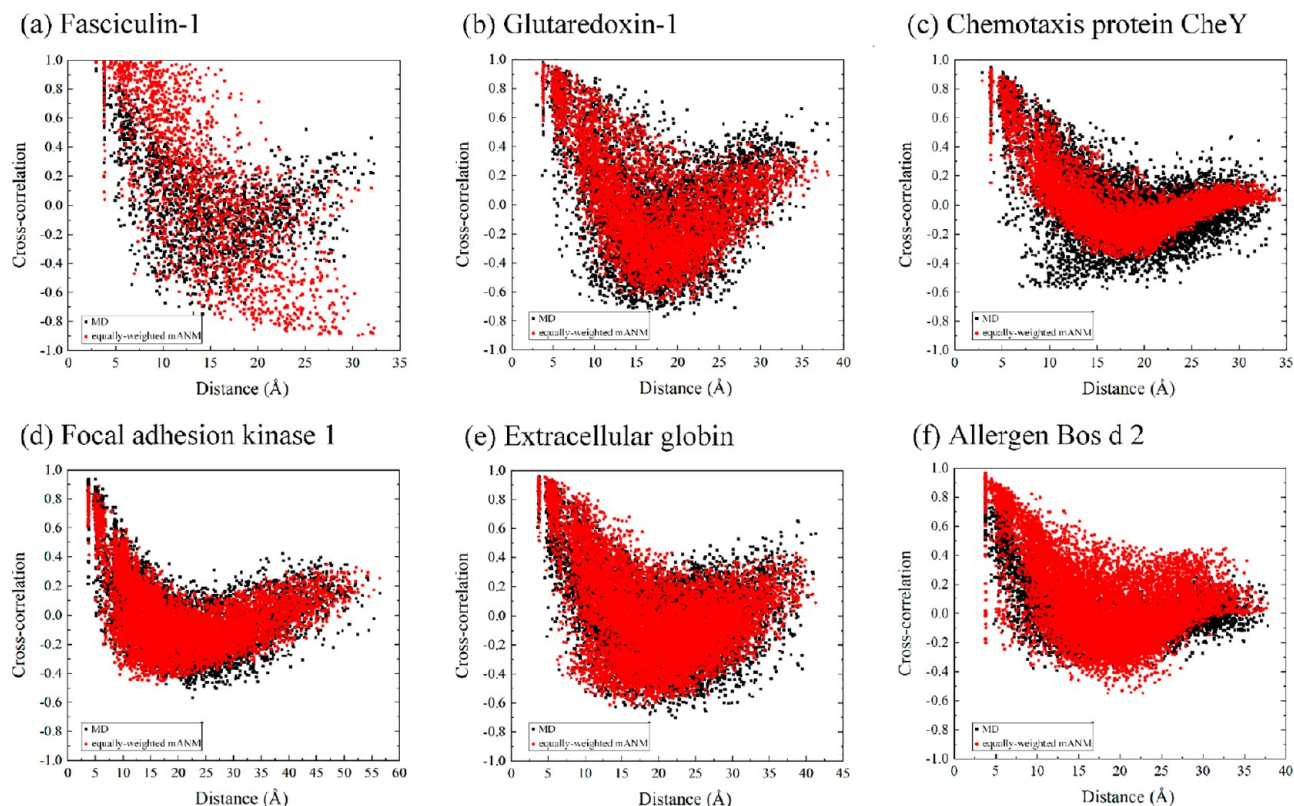 (a) Fasciculin-1
(b) Glutaredoxin-1
(c) Chemotaxis protein CheY
Cross-correlation
1.0
0.8
0.6
0.4
0.2
0.0
-0.2
-0.4
-0.6
-0.8
-1.0
MD
equally-weighted mANM
0 5 10 15 20 25 30 35
Distance (Å)
Cross-correlation
1.0
0.8
0.6
0.4
0.2
0.0
-0.2
-0.4
-0.6
-0.8
-1.0
MD
equally-weighted mANM
0 5 10 15 20 25 30 35 40
Distance (Å)
Cross-correlation
1.0
0.8
0.6
0.4
0.2
0.0
-0.2
-0.4
-0.6
-0.8
-1.0
MD
equally-weighted mANM
0 5 10 15 20 25 30 35
Distance (Å)
(d) Focal adhesion kinase 1
(e) Extracellular globin
(f) Allergen Bos d 2
Cross-correlation
1.0
0.8
0.6
0.4
0.2
0.0
-0.2
-0.4
-0.6
-0.8
-1.0
MD
equally-weighted mANM
0 5 10 15 20 25 30 35 40 45 50 55 60
Distance (Å)
Cross-correlation
1.0
0.8
0.6
0.4
0.2
0.0
-0.2
-0.4
-0.6
-0.8
-1.0
MD
equally-weighted mANM
0 5 10 15 20 25 30 35 40 45
Distance (Å)
Cross-correlation
1.0
0.8
0.6
0.4
0.2
0.0
-0.2
-0.4
-0.6
-0.8
-1.0
MD
equally-weighted mANM
0 5 10 15 20 25 30 35 40
Distance (Å)